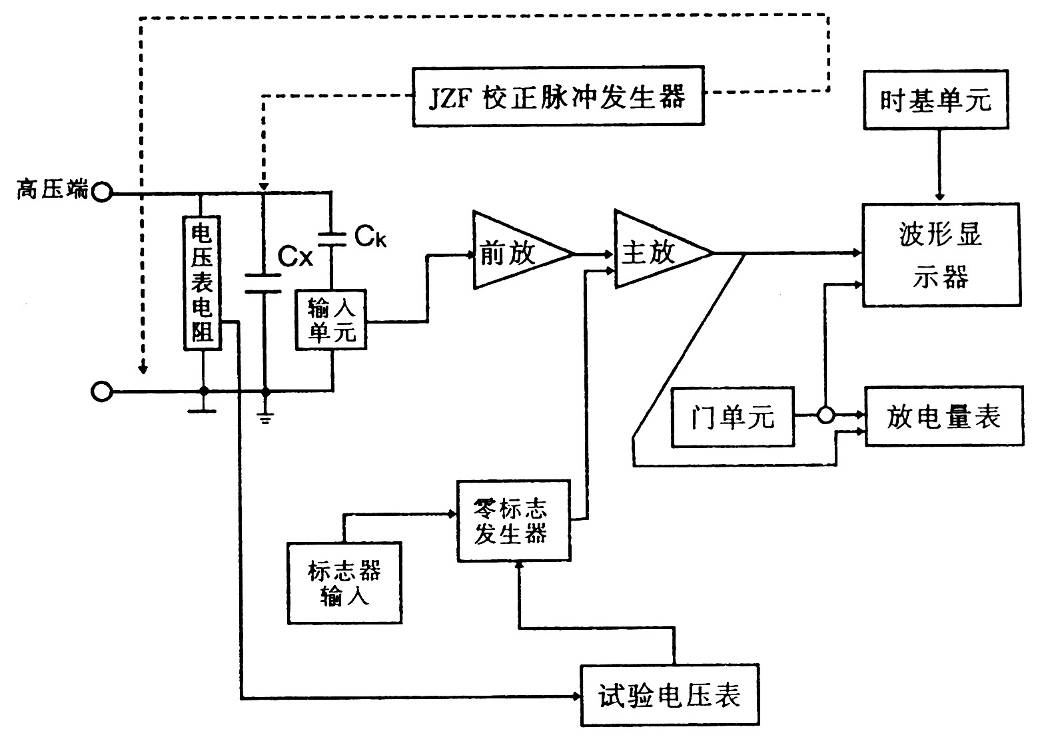 JZF 校正脉冲发生器
时基单元
高压端
电压表电阻
Cx
Ck
输入
单元
前放
主放
波形显
示器
门单元
放电量表
零标志
发生器
标志器
输入
试验电压表